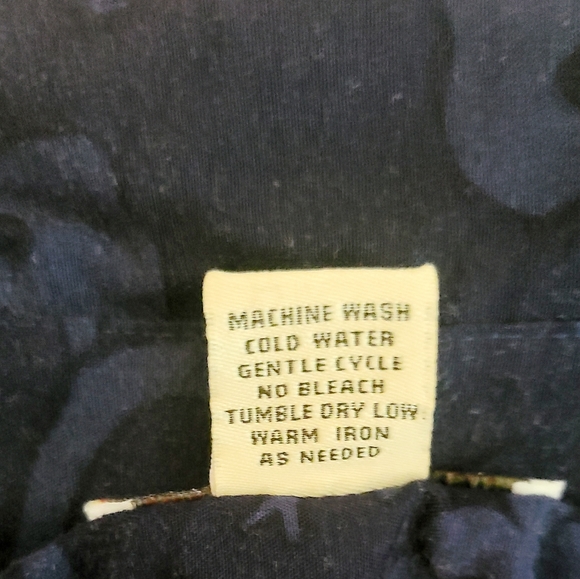 MACHINE WASH
COLD WATER
GENTLE CYCLE
NO BLEACH
TUMBLE DRY LOW
WARM IRON
AS NEEDED